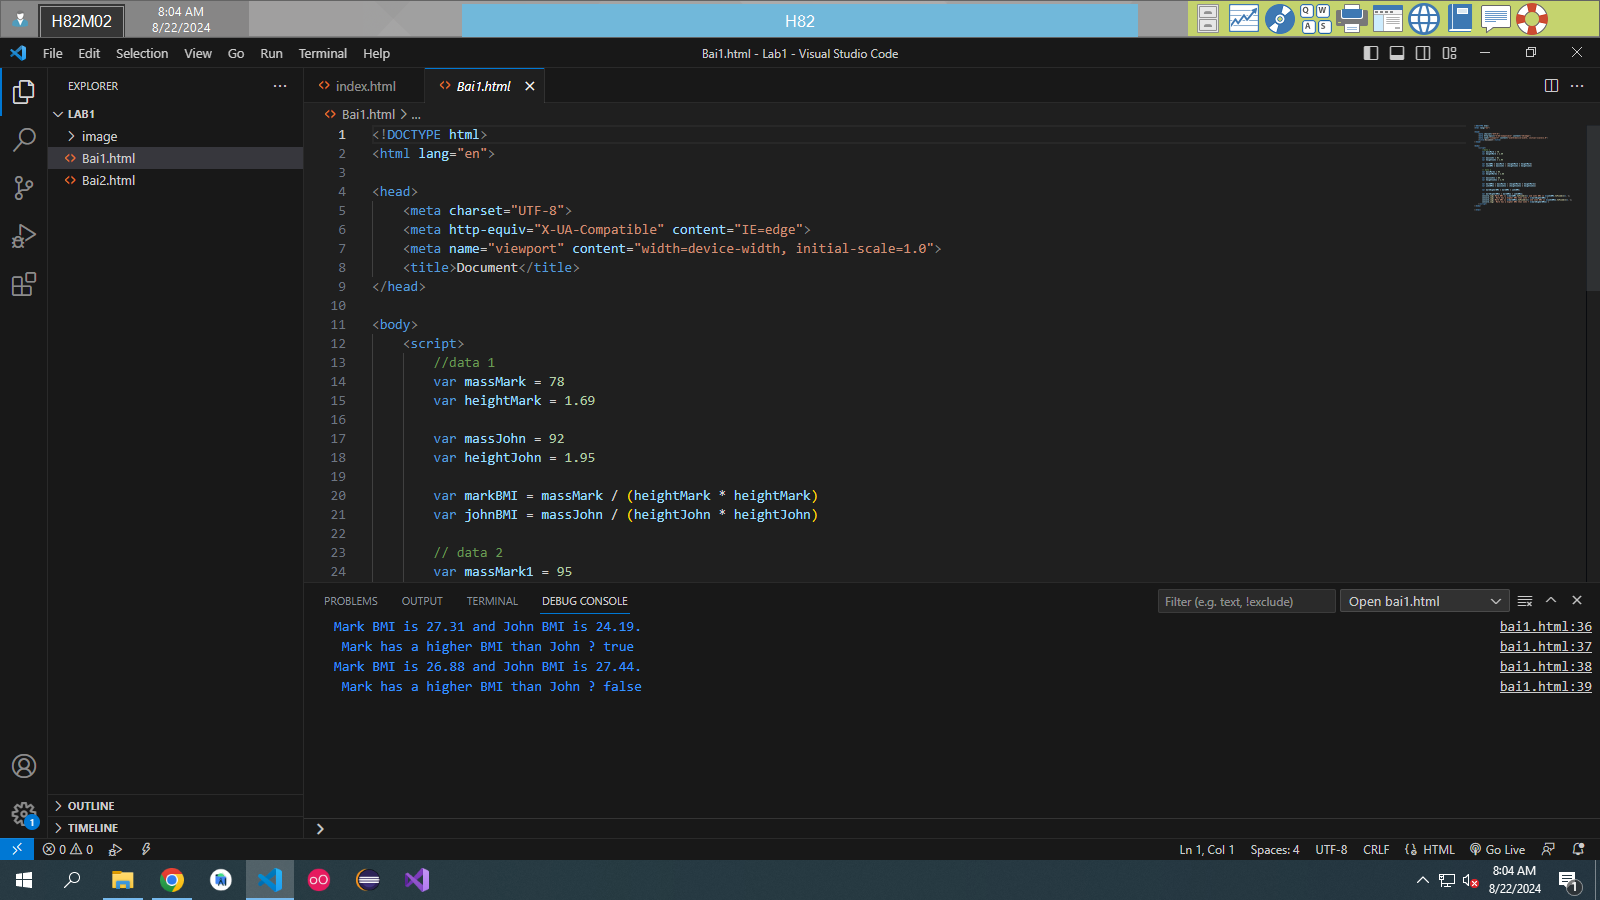 H82M02
8:04 AM
8/22/2024
H82
Q W
A S
File Edit Selection View Go Run Terminal Help
Bai1.html - Lab1 - Visual Studio Code
EXPLORER
LAB1
image
Bai1.html
Bai2.html
OUTLINE
TIMELINE
index.html
Bai1.html
Bai1.html > ...
1 <!DOCTYPE html>
2 <html lang="en">
3
4 <head>
5 <meta charset="UTF-8">
6 <meta http-equiv="X-UA-Compatible" content="IE=edge">
7 <meta name="viewport" content="width=device-width, initial-scale=1.0">
8 <title>Document</title>
9 </head>
10
11 <body>
12 <script>
13 //data 1
14 var massMark = 78
15 var heightMark = 1.69
16
17 var massJohn = 92
18 var heightJohn = 1.95
19
20 var markBMI = massMark / (heightMark * heightMark)
21 var johnBMI = massJohn / (heightJohn * heightJohn)
22
23 // data 2
24 var massMark1 = 95
PROBLEMS OUTPUT TERMINAL DEBUG CONSOLE
Filter (e.g. text, !exclude)
Open bai1.html
Mark BMI is 27.31 and John BMI is 24.19. bai1.html:36
Mark has a higher BMI than John ? true bai1.html:37
Mark BMI is 26.88 and John BMI is 27.44. bai1.html:38
Mark has a higher BMI than John ? false bai1.html:39
1
0 0
Ln 1, Col 1 Spaces: 4 UTF-8 CRLF HTML Go Live
8:04 AM
8/22/2024
1